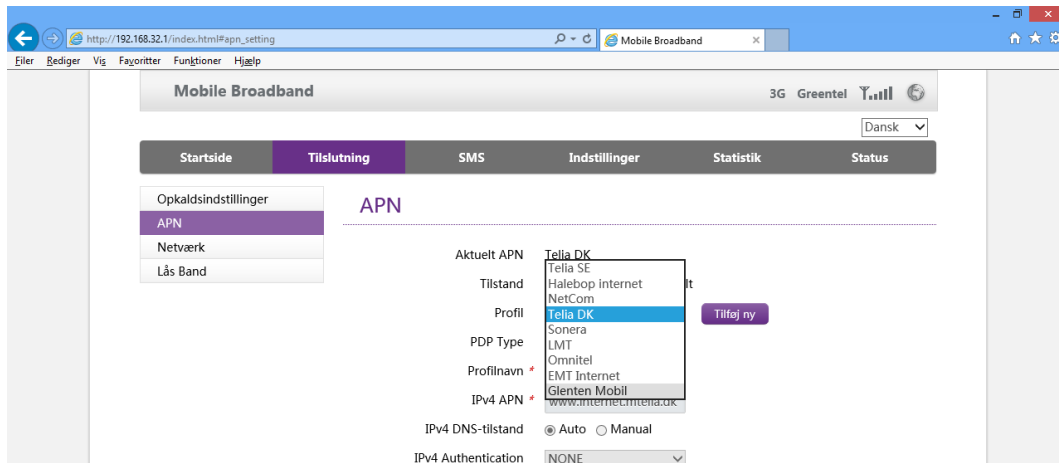 http://192.168.32.1/index.html#apn_setting
Mobile Broadband
Filer Rediger Vis Favoritter Funktioner Hjælp
Mobile Broadband
3G Greentel
Dansk
Startside Tilslutning SMS Indstillinger Statistik Status
Opkaldsindstillinger
APN
Netværk
Lås Band
APN
Aktuelt APN Telia DK
Tilstand lt
Profil Tilføj ny
PDP Type
Profilnavn *
IPv4 APN * www.internet.mtelia.dk
Telia SE
Halebop internet
NetCom
Telia DK
Sonera
LMT
Omnitel
EMT Internet
Glenten Mobil
IPv4 DNS-tilstand Auto Manual
IPv4 Authentication NONE